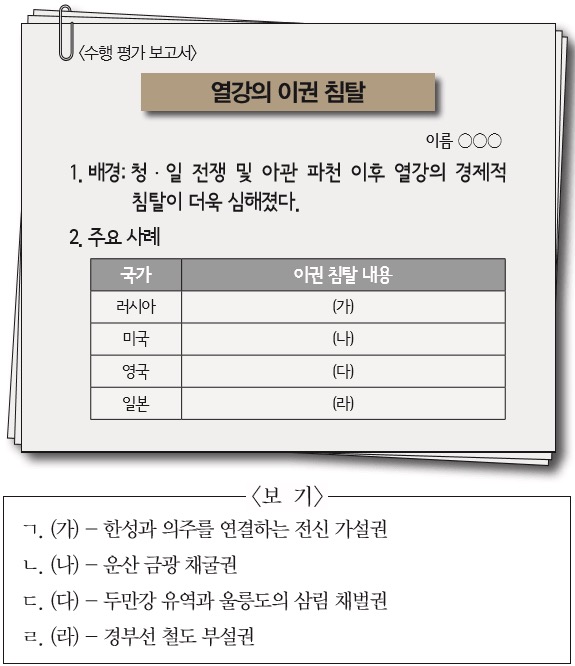 〈수행 평가 보고서〉
열강의 이권 침탈
이름 ○○○
1. 배경: 청 · 일 전쟁 및 아관 파천 이후 열강의 경제적
침탈이 더욱 심해졌다.
2. 주요 사례
국가 이권 침탈 내용
러시아 (가)
미국 (나)
영국 (다)
일본 (라)
〈보 기〉
ㄱ. (가) – 한성과 의주를 연결하는 전신 가설권
ㄴ. (나) – 운산 금광 채굴권
ㄷ. (다) – 두만강 유역과 울릉도의 삼림 채벌권
ㄹ. (라) – 경부선 철도 부설권